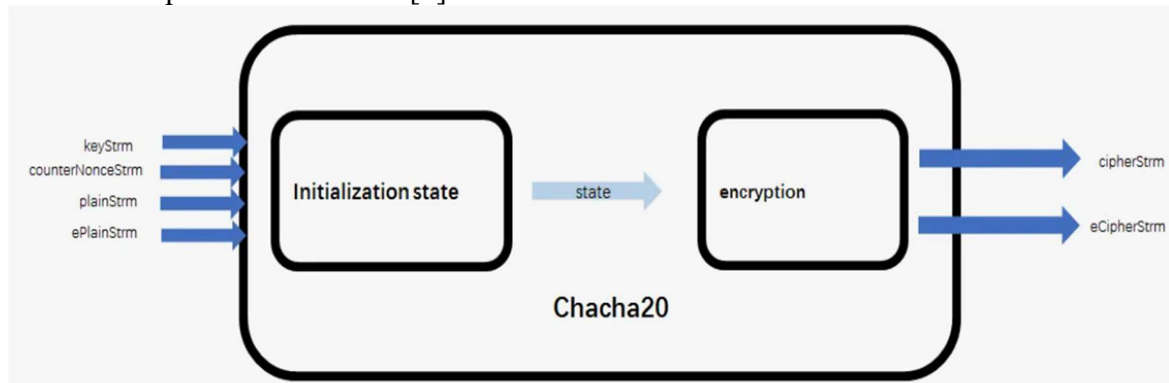 keyStrm
counterNonceStrm
plainStrm
ePlainStrm
Initialization state
state
encryption
cipherStrm
eCipherStrm
Chacha20